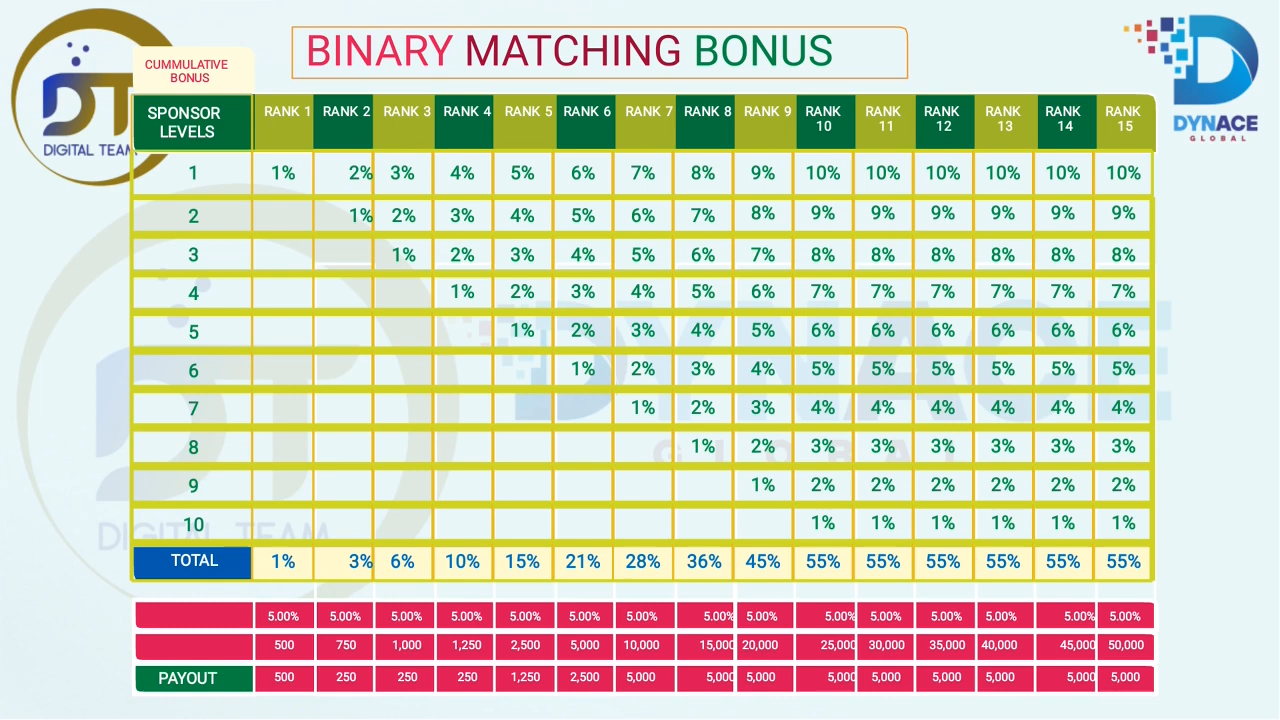 BINARY MATCHING BONUS
CUMMULATIVE
BONUS
DT
DIGITAL TEAM
DYNACE
GLOBAL
SPONSOR LEVELS RANK 1 RANK 2 RANK 3 RANK 4 RANK 5 RANK 6 RANK 7 RANK 8 RANK 9 RANK 10 RANK 11 RANK 12 RANK 13 RANK 14 RANK 15
1 1% 2% 3% 4% 5% 6% 7% 8% 9% 10% 10% 10% 10% 10% 10%
2 1% 2% 3% 4% 5% 6% 7% 8% 9% 9% 9% 9% 9% 9%
3 1% 2% 3% 4% 5% 6% 7% 8% 8% 8% 8% 8% 8%
4 1% 2% 3% 4% 5% 6% 7% 7% 7% 7% 7% 7%
5 1% 2% 3% 4% 5% 6% 6% 6% 6% 6% 6%
6 1% 2% 3% 4% 5% 5% 5% 5% 5% 5%
7 1% 2% 3% 4% 4% 4% 4% 4% 4%
8 1% 2% 3% 3% 3% 3% 3% 3%
9 1% 2% 2% 2% 2% 2% 2%
10 1% 1% 1% 1% 1% 1%
TOTAL 1% 3% 6% 10% 15% 21% 28% 36% 45% 55% 55% 55% 55% 55% 55%
5.00% 5.00% 5.00% 5.00% 5.00% 5.00% 5.00% 5.00% 5.00% 5.00% 5.00% 5.00% 5.00% 5.00% 5.00%
500 750 1,000 1,250 2,500 5,000 10,000 15,000 20,000 25,000 30,000 35,000 40,000 45,000 50,000
PAYOUT 500 250 250 250 1,250 2,500 5,000 5,000 5,000 5,000 5,000 5,000 5,000 5,000 5,000
DT
DIGITAL TEAM
DYNACE
GLOBAL